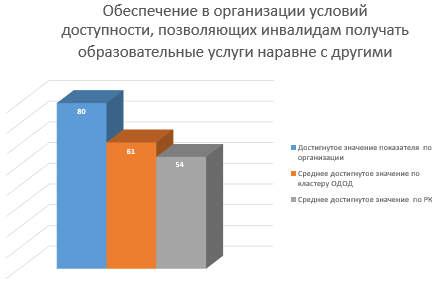 Обеспечение в организации условий
доступности, позволяющих инвалидам получать
образовательные услуги наравне с другими
80
61
54
Достигнутое значение показателя по
организации
Среднее достигнутое значение по
кластеру ОДОД
Среднее достигнутое значение по РК